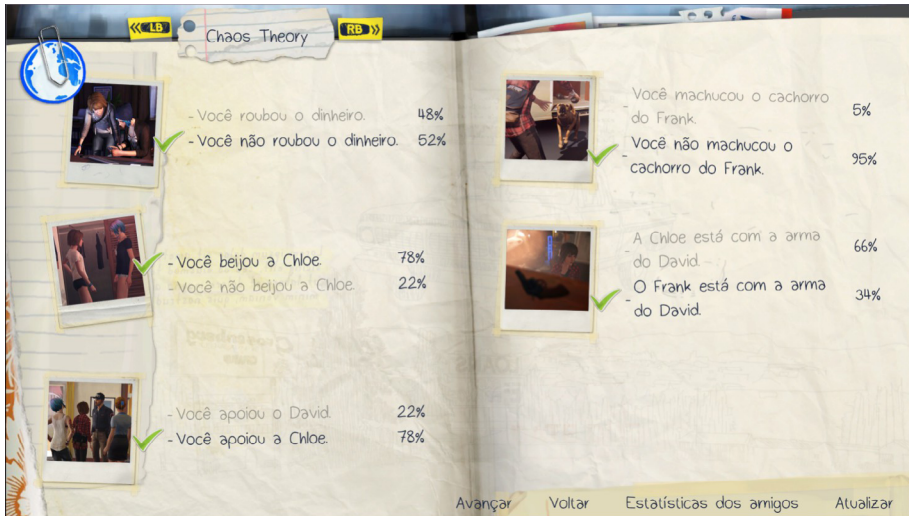 LB
Chaos Theory
RB
- Você roubou o dinheiro. 48%
- Você não roubou o dinheiro. 52%
- Você beijou a Chloe. 78%
- Você não beijou a Chloe. 22%
- Você apoiou o David. 22%
- Você apoiou a Chloe. 78%
- Você machucou o cachorro
do Frank. 5%
- Você não machucou o
cachorro do Frank. 95%
- A Chloe está com a arma
do David. 66%
- O Frank está com a arma
do David. 34%
Avançar Voltar Estatísticas dos amigos Atualizar